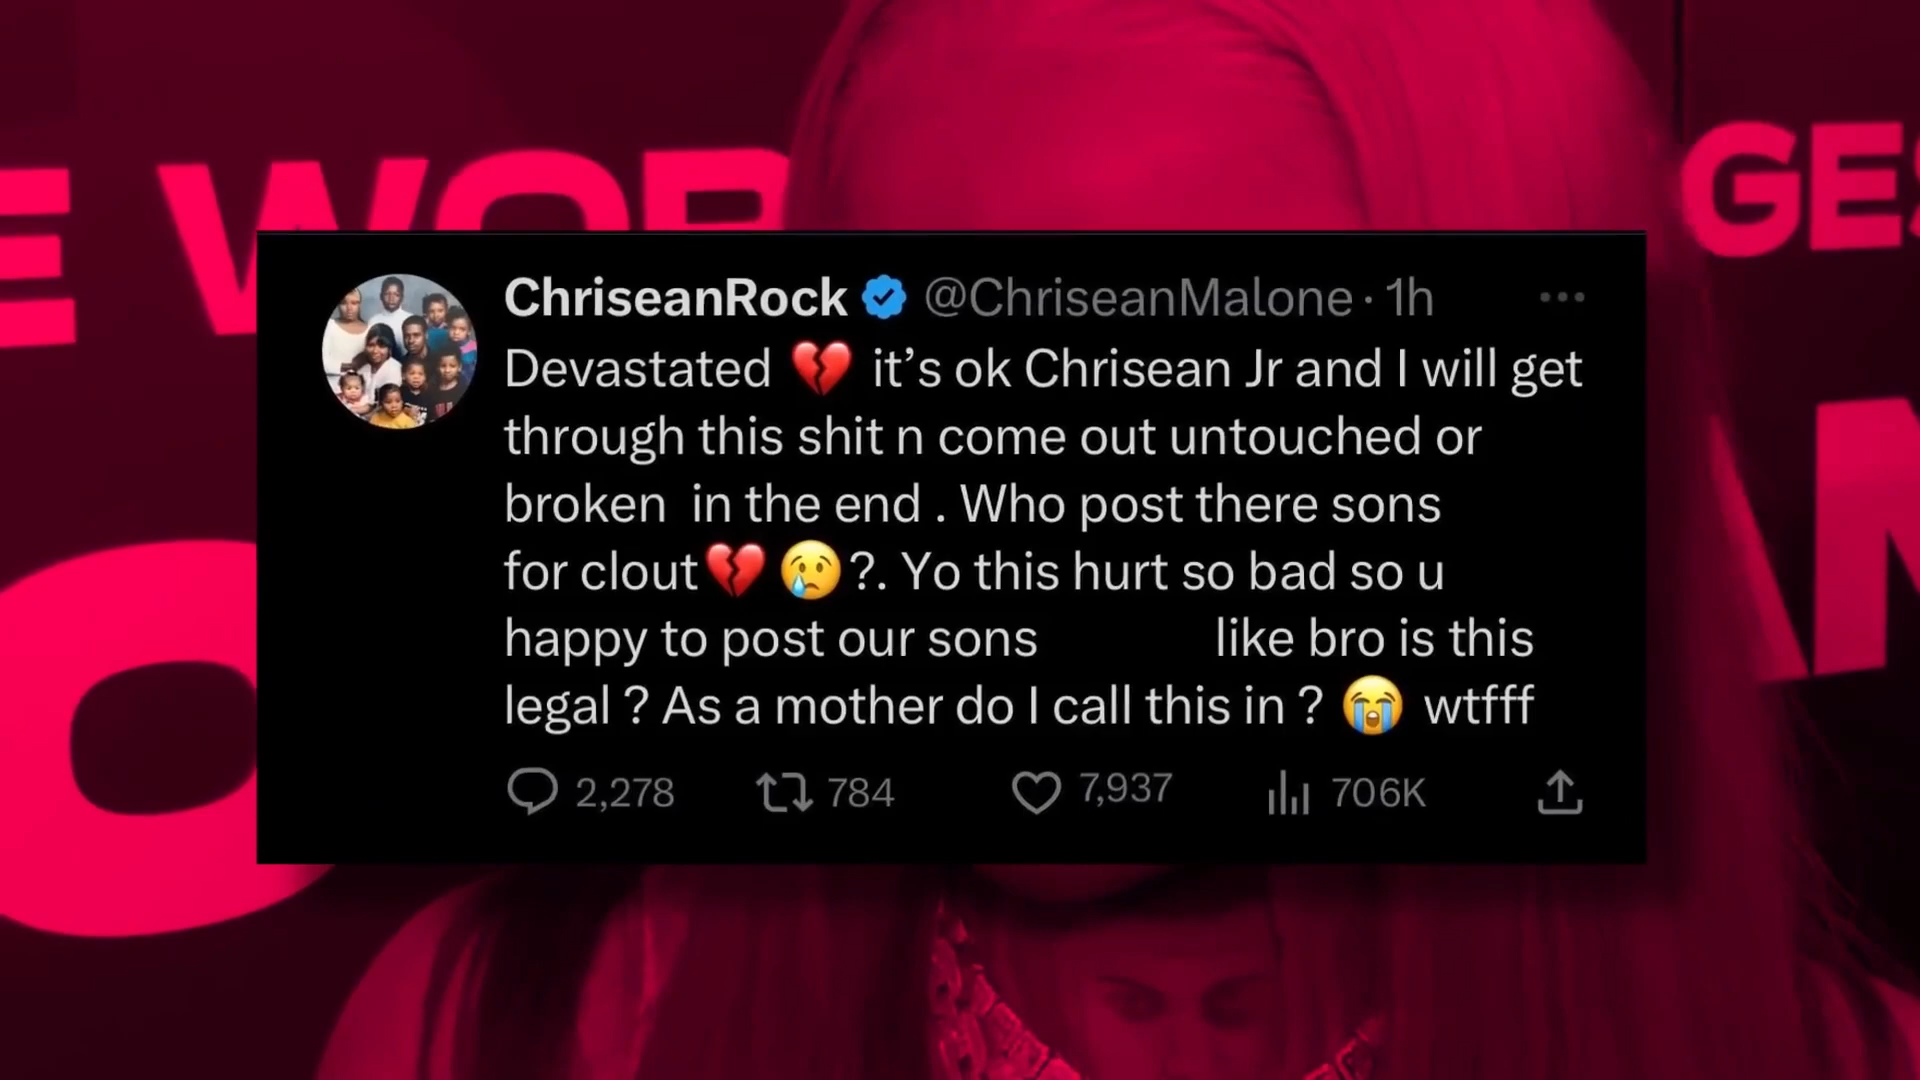 E WOR
GES
O
ChriseanRock @ChriseanMalone · 1h
Devastated 💔 it’s ok Chrisean Jr and I will get
through this shit n come out untouched or
broken in the end . Who post there sons
for clout💔 😢?. Yo this hurt so bad so u
happy to post our sons like bro is this
legal ? As a mother do I call this in ? 😭 wtfff
2,278 784 7,937 706K